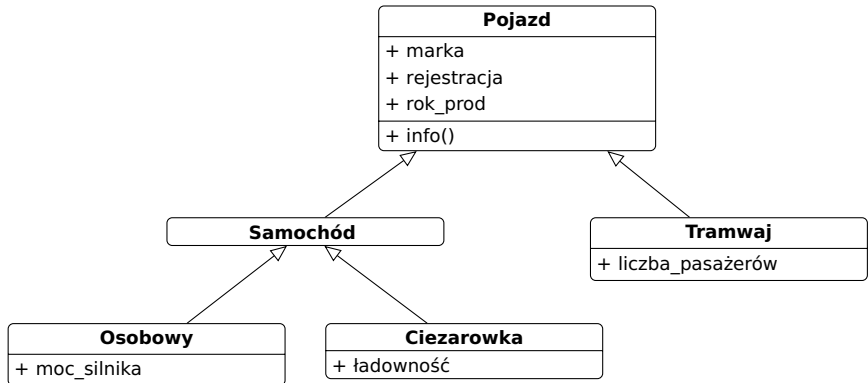 Pojazd
+ marka
+ rejestracja
+ rok_prod
+ info()
Samochód
Tramwaj
+ liczba_pasażerów
Osobowy
+ moc_silnika
Ciezarowka
+ ładowność